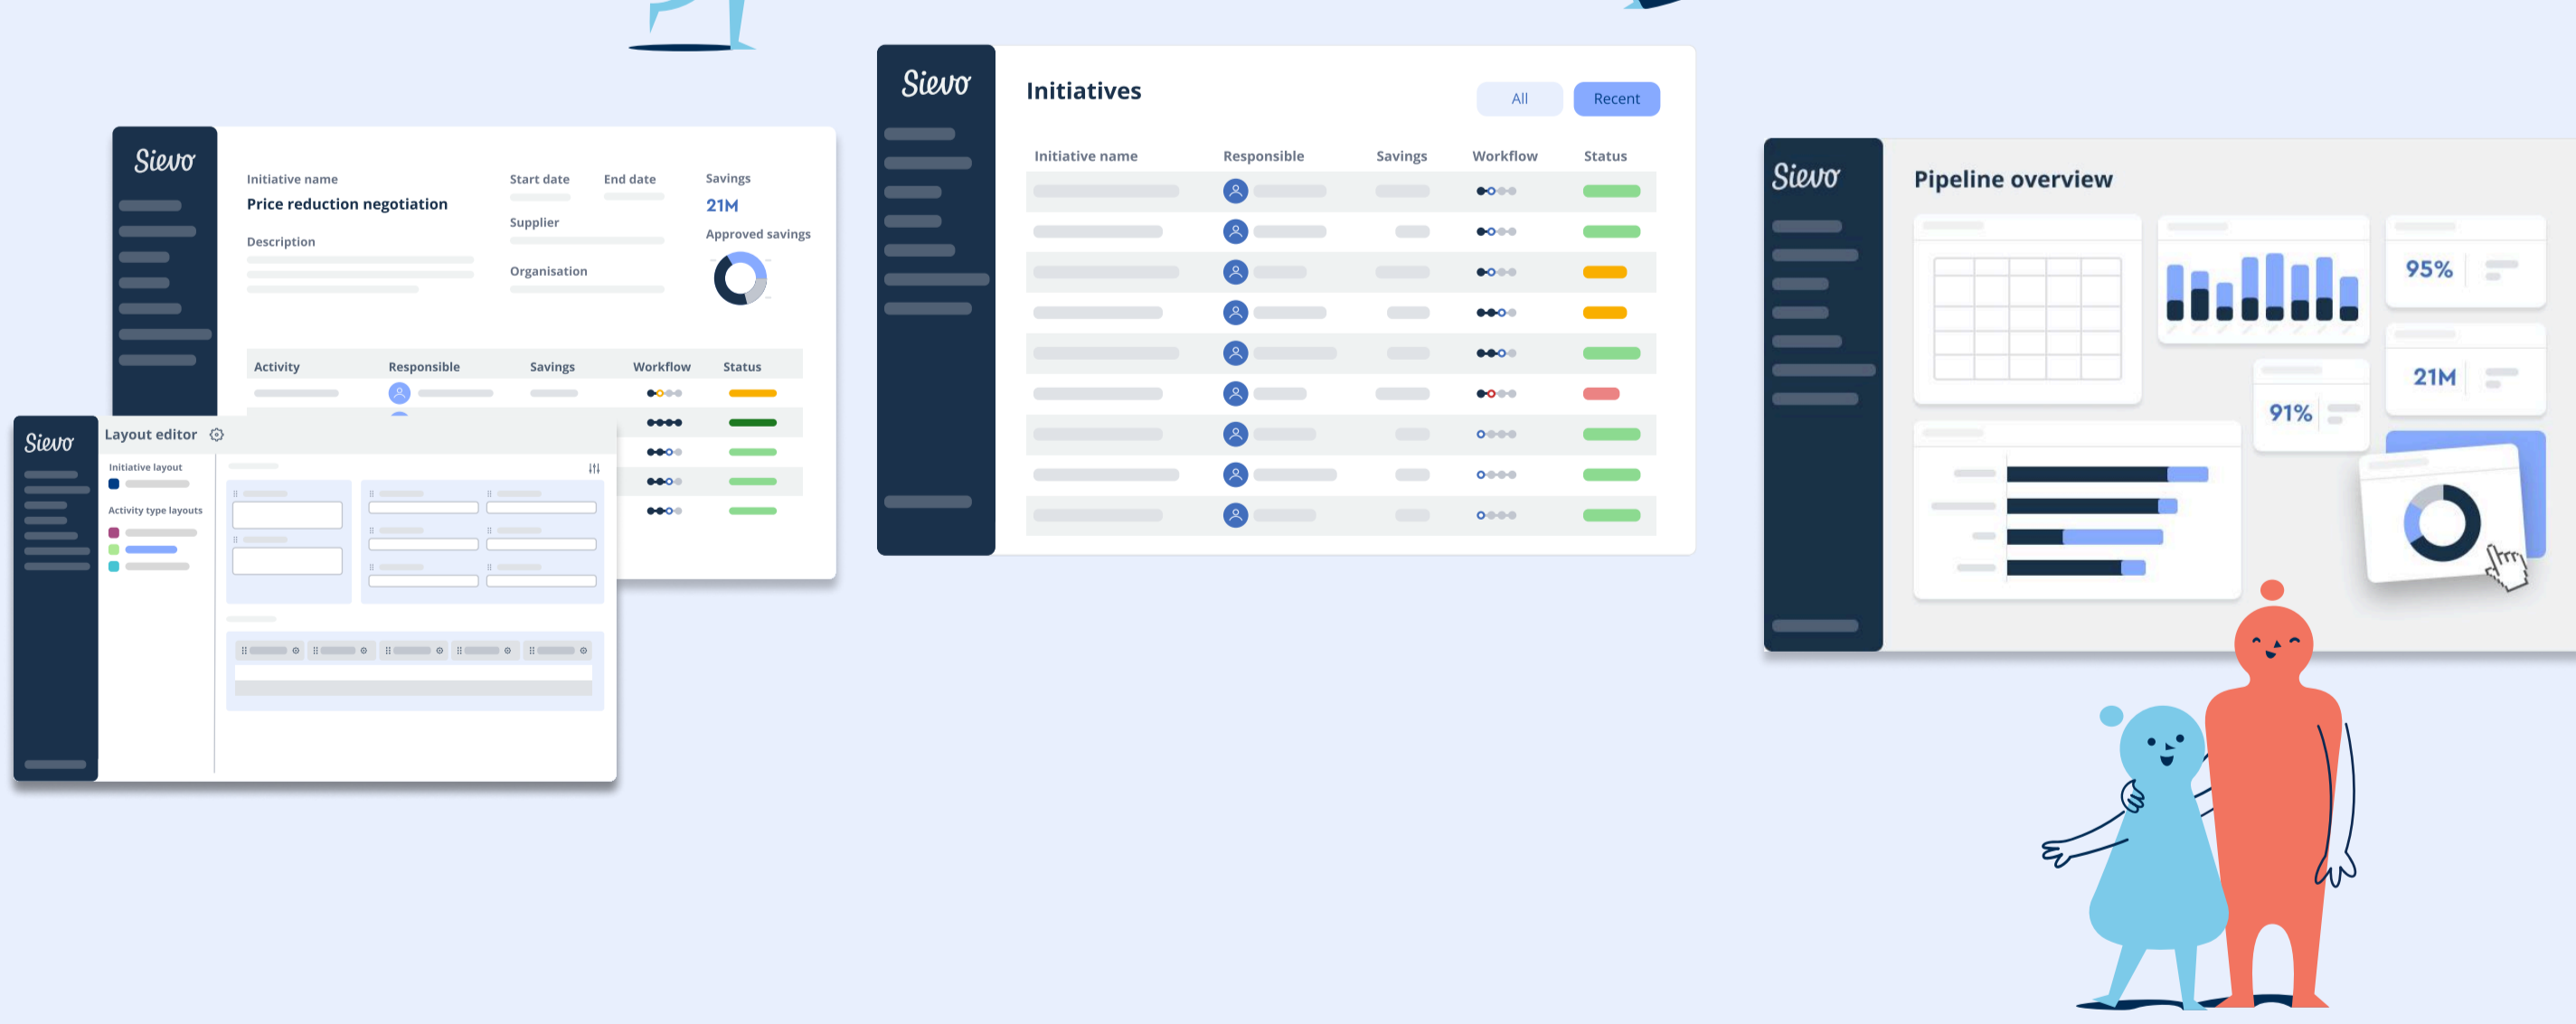 Sievo
Initiative name
Price reduction negotiation
Description
Start date
End date
Supplier
Organisation
Savings
21M
Approved savings
Activity
Responsible
Savings
Workflow
Status
Sievo
Layout editor
Initiative layout
Activity type layouts
Sievo
Initiatives
All
Recent
Initiative name
Responsible
Savings
Workflow
Status
Sievo
Pipeline overview
95%
21M
91%